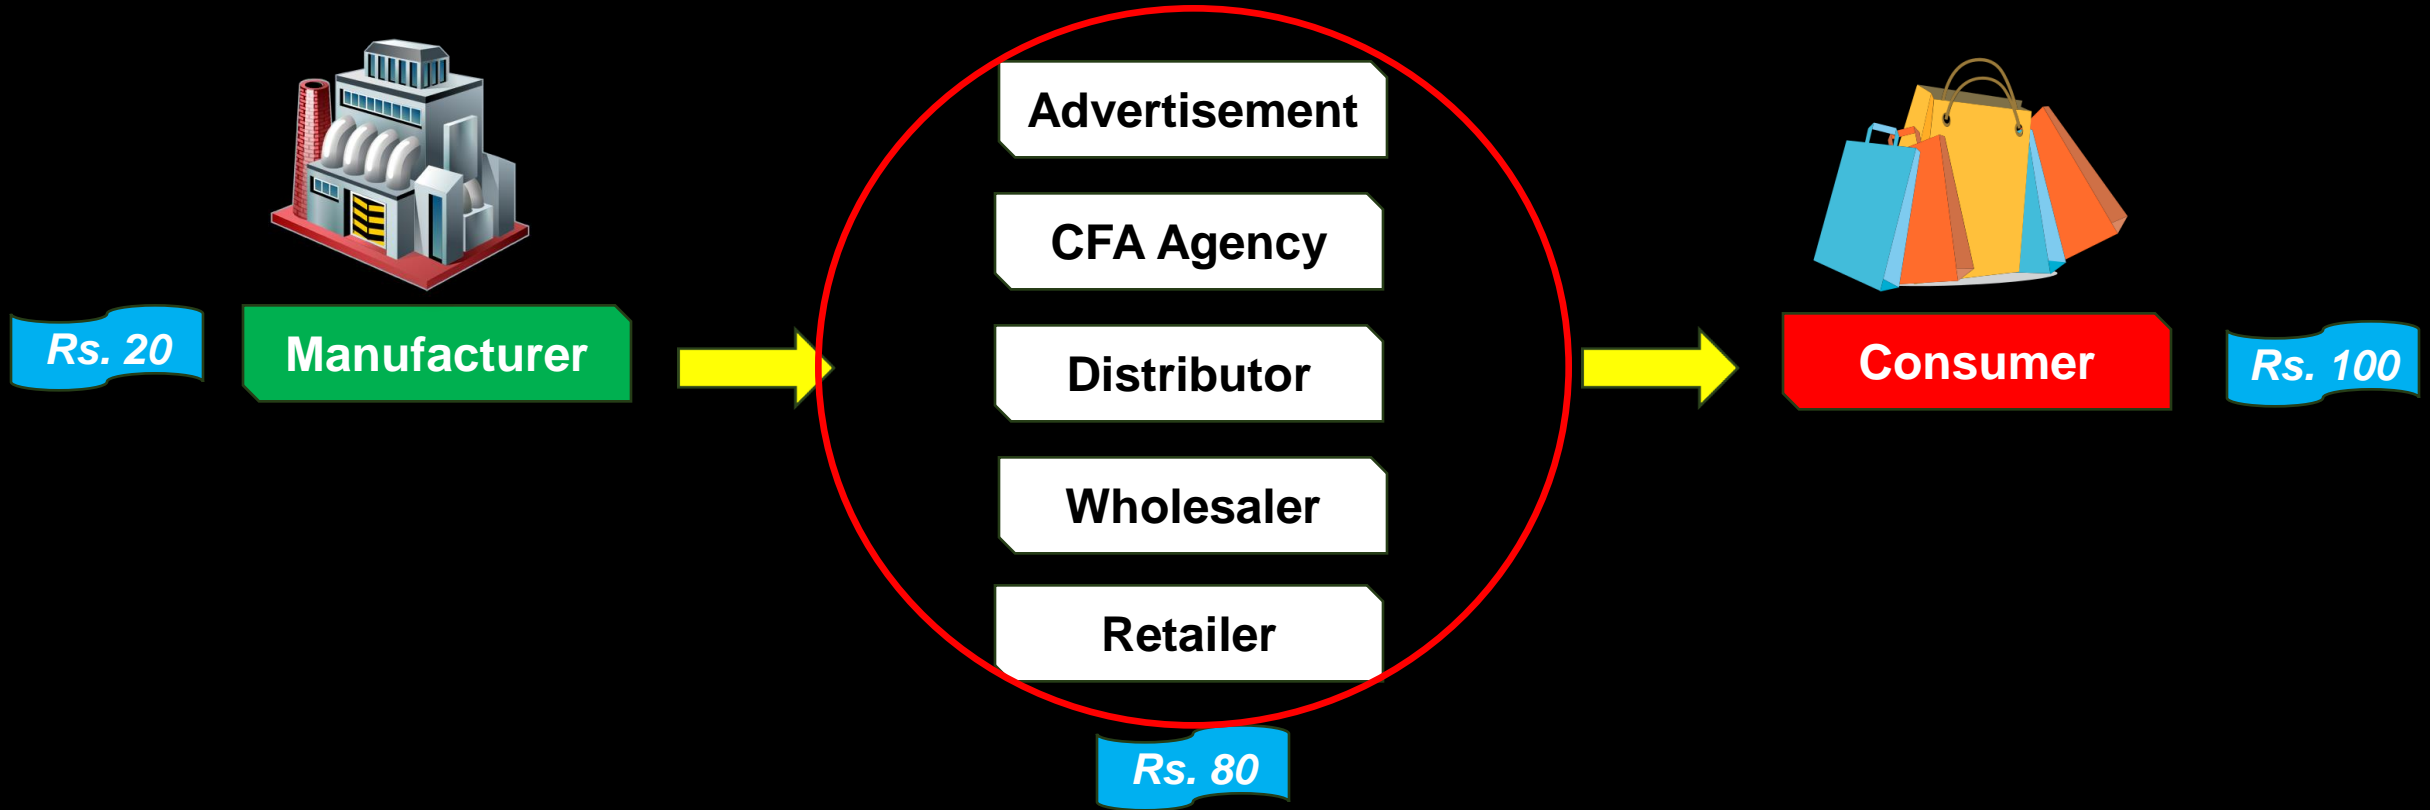 Rs. 20
Manufacturer
Advertisement
CFA Agency
Distributor
Wholesaler
Retailer
Rs. 80
Consumer
Rs. 100